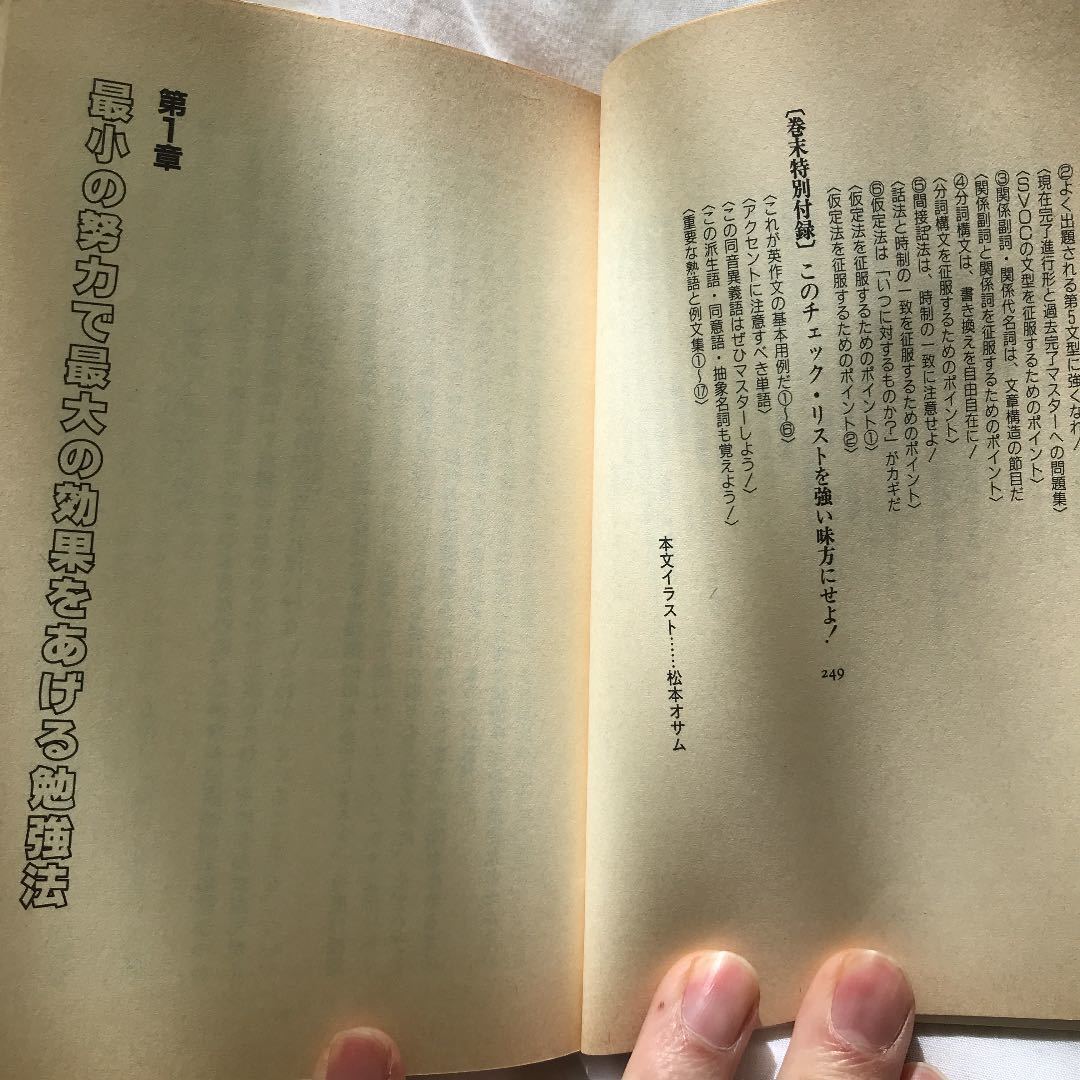 ②よく出題される第5文型に強くなれ!
〈現在完了進行形と過去完了マスターへの問題集〉
〈SVOCの文型を征服するためのポイント〉
③関係副詞・関係代名詞は、文章構造の節目だ
〈関係副詞と関係詞を征服するためのポイント〉
④分詞構文は、書き換えを自由自在に!
〈分詞構文を征服するためのポイント〉
⑤間接話法は、時制の一致に注意せよ!
〈話法と時制の一致を征服するためのポイント〉
⑥仮定法は「いつに対するものか?」がカギだ
〈仮定法を征服するためのポイント①〉
〈仮定法を征服するためのポイント②〉
〔巻末特別付録〕このチェック・リストを強い味方にせよ! 249
〈これが英作文の基本用例だ①~⑥〉
〈アクセントに注意すべき単語〉
〈この同音異義語はぜひマスターしよう!〉
〈この派生語・同意語・抽象名詞も覚えよう!〉
〈重要な熟語と例文集①~⑰〉
本文イラスト……松本オサム
第1章
最小の努力で最大の効果をあげる勉強法